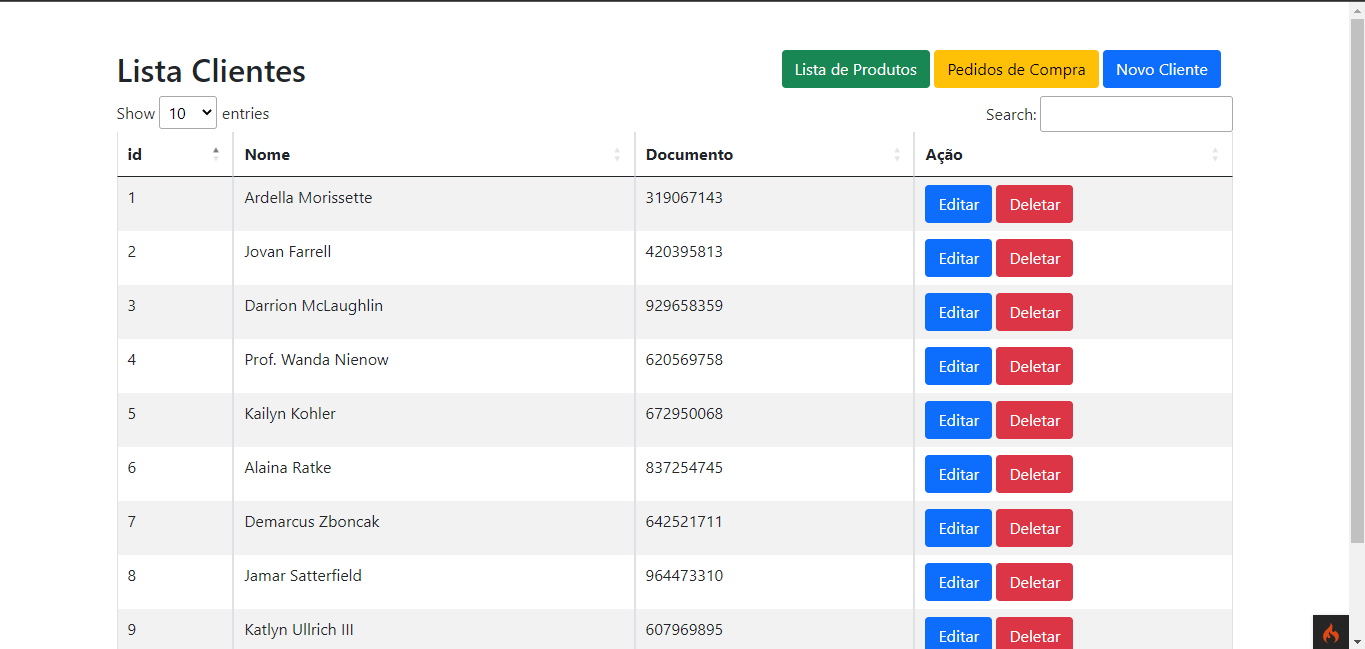 Lista Clientes Lista de Produtos Pedidos de Compra Novo Cliente
Show 10 entries Search:
id Nome Documento Ação
1 Ardella Morissette 319067143 Editar Deletar
2 Jovan Farrell 420395813 Editar Deletar
3 Darrion McLaughlin 929658359 Editar Deletar
4 Prof. Wanda Nienow 620569758 Editar Deletar
5 Kailyn Kohler 672950068 Editar Deletar
6 Alaina Ratke 837254745 Editar Deletar
7 Demarcus Zboncak 642521711 Editar Deletar
8 Jamar Satterfield 964473310 Editar Deletar
9 Katlyn Ullrich III 607969895 Editar Deletar